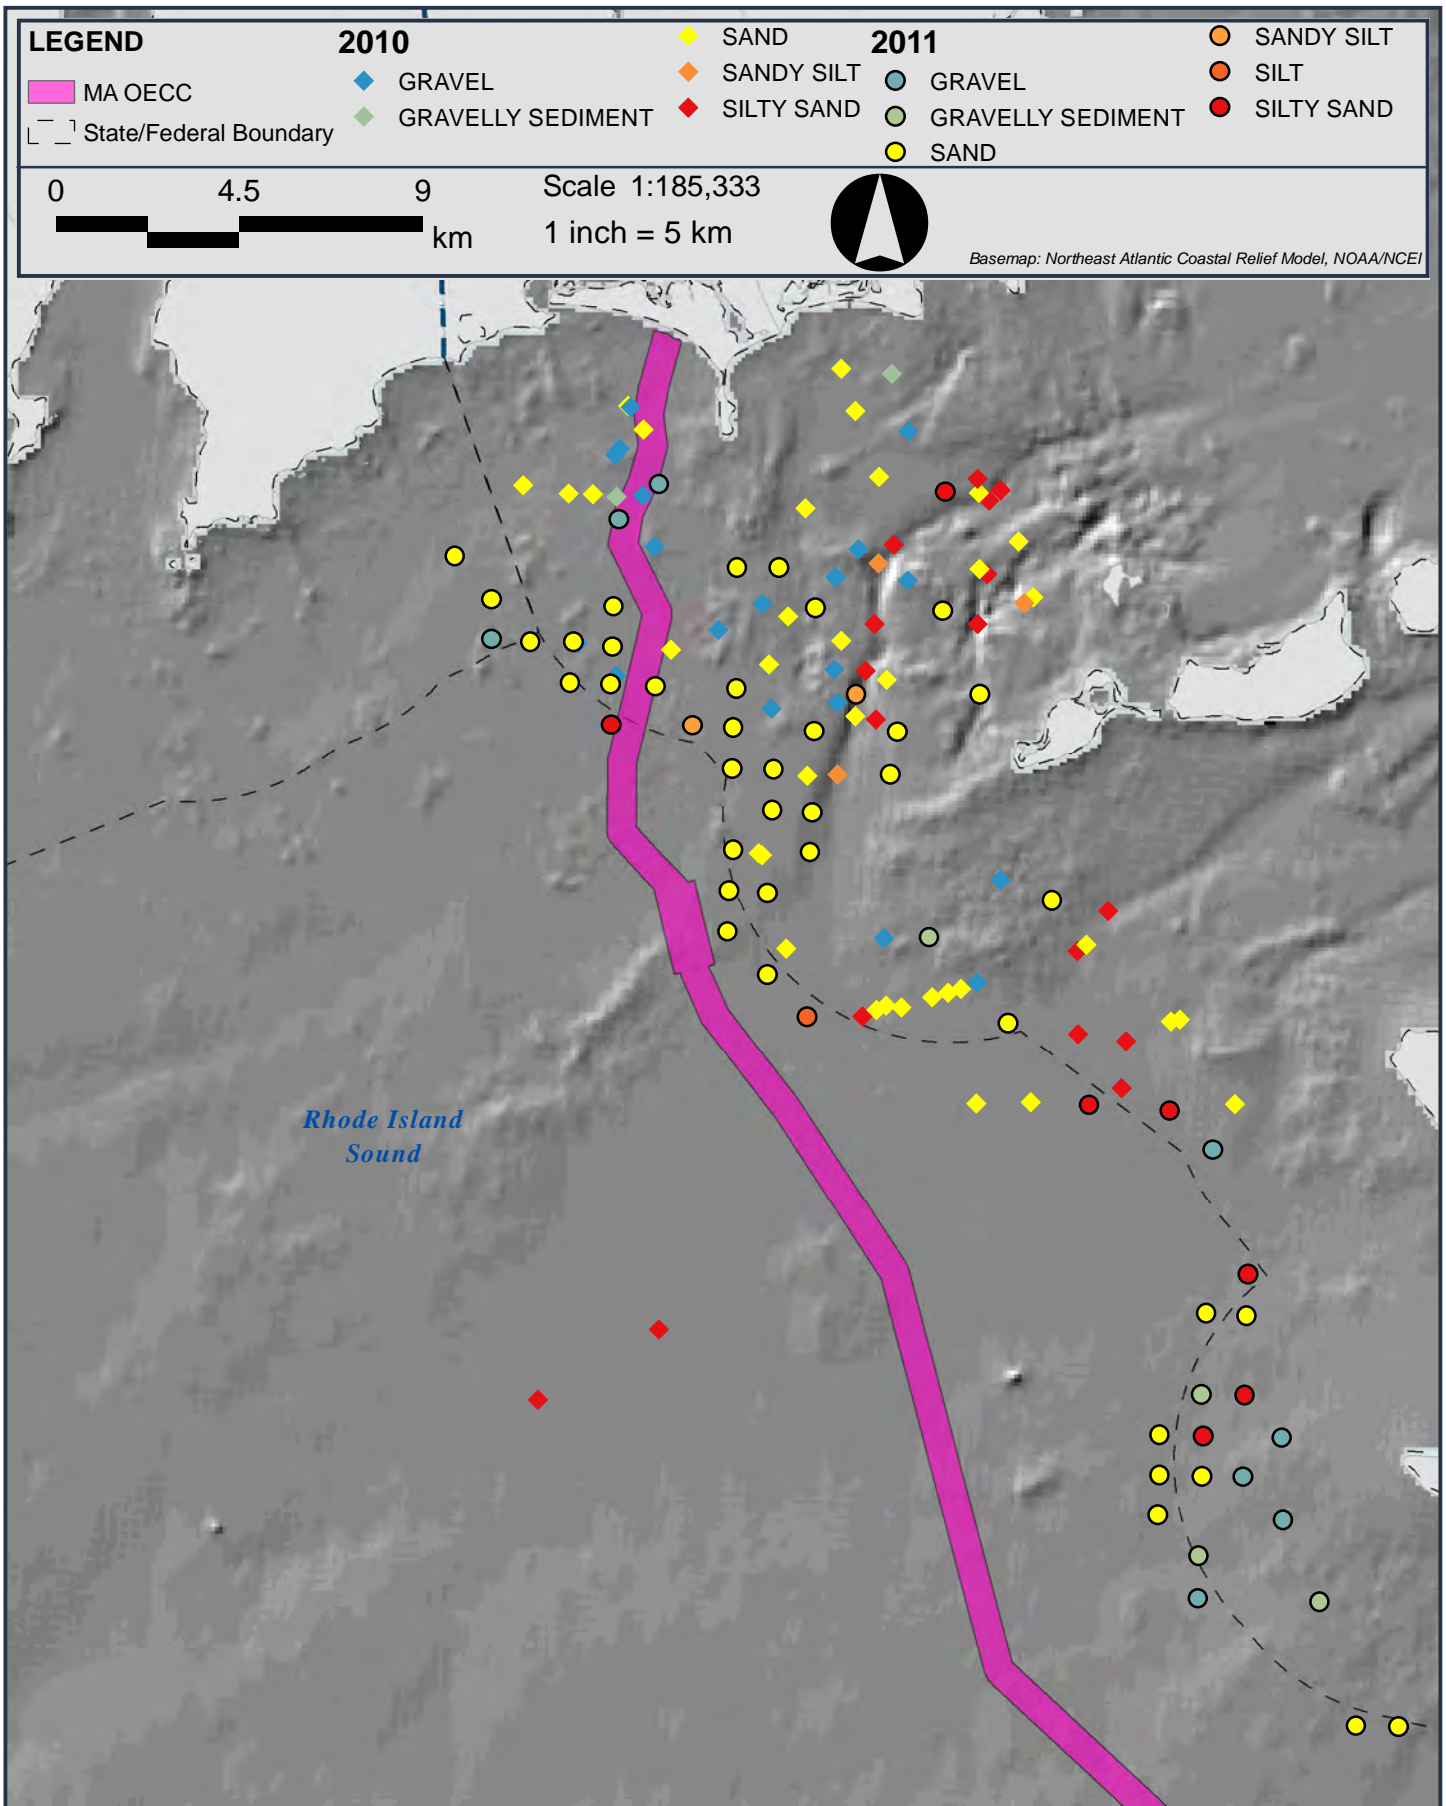 LEGEND
MA OECC
State/Federal Boundary
2010
GRAVEL
GRAVELLY SEDIMENT
SAND
SANDY SILT
SILTY SAND
2011
GRAVEL
GRAVELLY SEDIMENT
SAND
SANDY SILT
SILT
SILTY SAND
0 4.5 9
km
Scale 1:185,333
1 inch = 5 km
Basemap: Northeast Atlantic Coastal Relief Model, NOAA/NCEI
Rhode Island
Sound